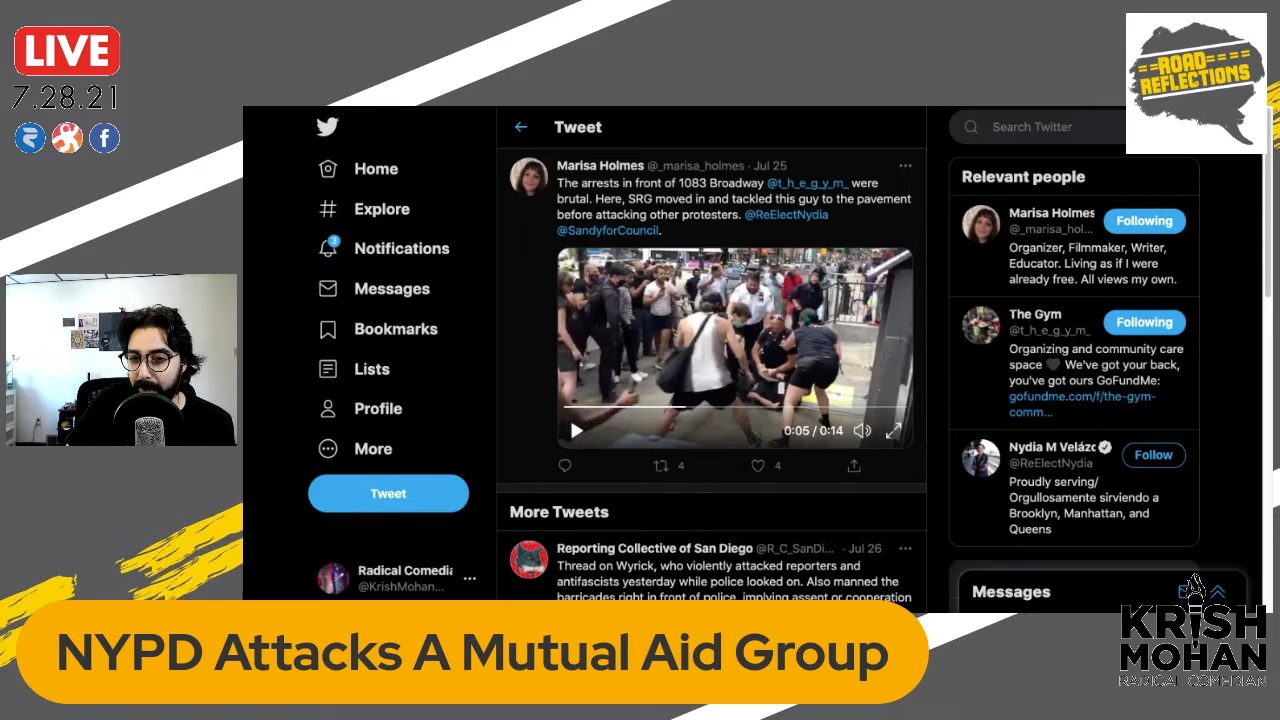 LIVE
7.28.21
==ROAD====
REFLECTIONS
Home
Explore
3
Notifications
Messages
Bookmarks
Lists
Profile
More
Tweet
Radical Comedia
@KrishMohan...
Tweet
Marisa Holmes @_marisa_holmes · Jul 25
The arrests in front of 1083 Broadway @t_h_e_g_y_m_ were
brutal. Here, SRG moved in and tackled this guy to the pavement
before attacking other protesters. @ReElectNydia
@SandyforCouncil.
0:05 / 0:14
4
4
More Tweets
Reporting Collective of San Diego @R_C_SanDi... · Jul 26
Thread on Wyrick, who violently attacked reporters and
antifascists yesterday while police looked on. Also manned the
barricades right in front of police, implying assent or cooperation
Search Twitter
Relevant people
Marisa Holmes
@_marisa_hol...
Following
Organizer, Filmmaker, Writer,
Educator. Living as if I were
already free. All views my own.
The Gym
@t_h_e_g_y_m_
Following
Organizing and community care
space 🖤 We've got your back,
you've got ours GoFundMe:
gofundme.com/f/the-gym-
comm...
Nydia M Velázq
@ReElectNydia
Follow
Proudly serving/
Orgullosamente sirviendo a
Brooklyn, Manhattan, and
Queens
Messages
NYPD Attacks A Mutual Aid Group
KRISH
MOHAN
RADICAL COMEDIAN